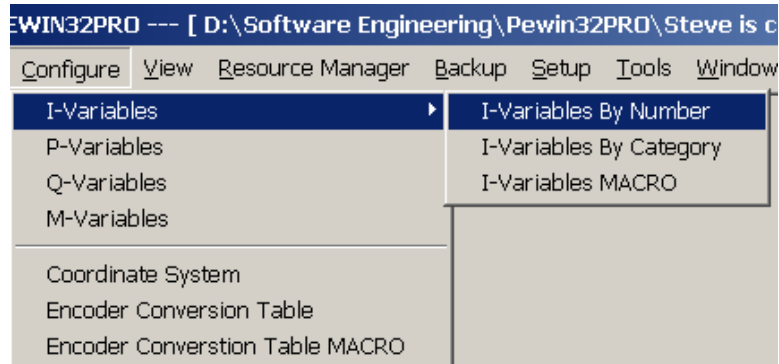 EWIN32PRO --- [ D:\Software Engineering\Pewin32PRO\Steve is c
Configure View Resource Manager Backup Setup Tools Window
I-Variables
I-Variables By Number
P-Variables
I-Variables By Category
Q-Variables
I-Variables MACRO
M-Variables
Coordinate System
Encoder Conversion Table
Encoder Converstion Table MACRO